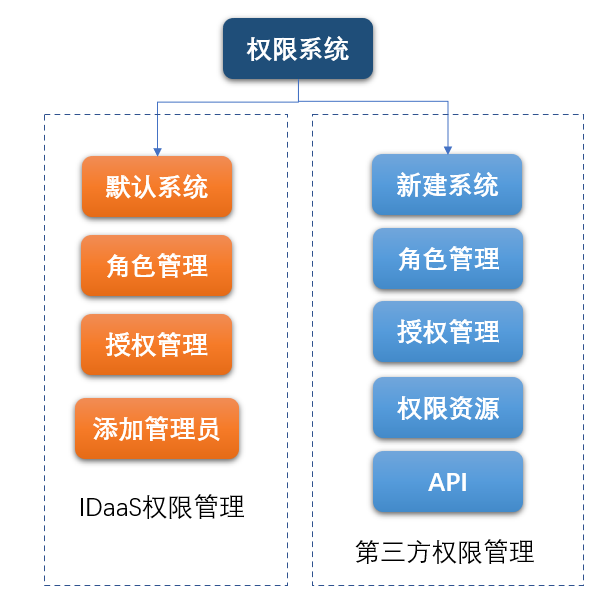 权限系统
默认系统
角色管理
授权管理
添加管理员
IDaaS权限管理
新建系统
角色管理
授权管理
权限资源
API
第三方权限管理